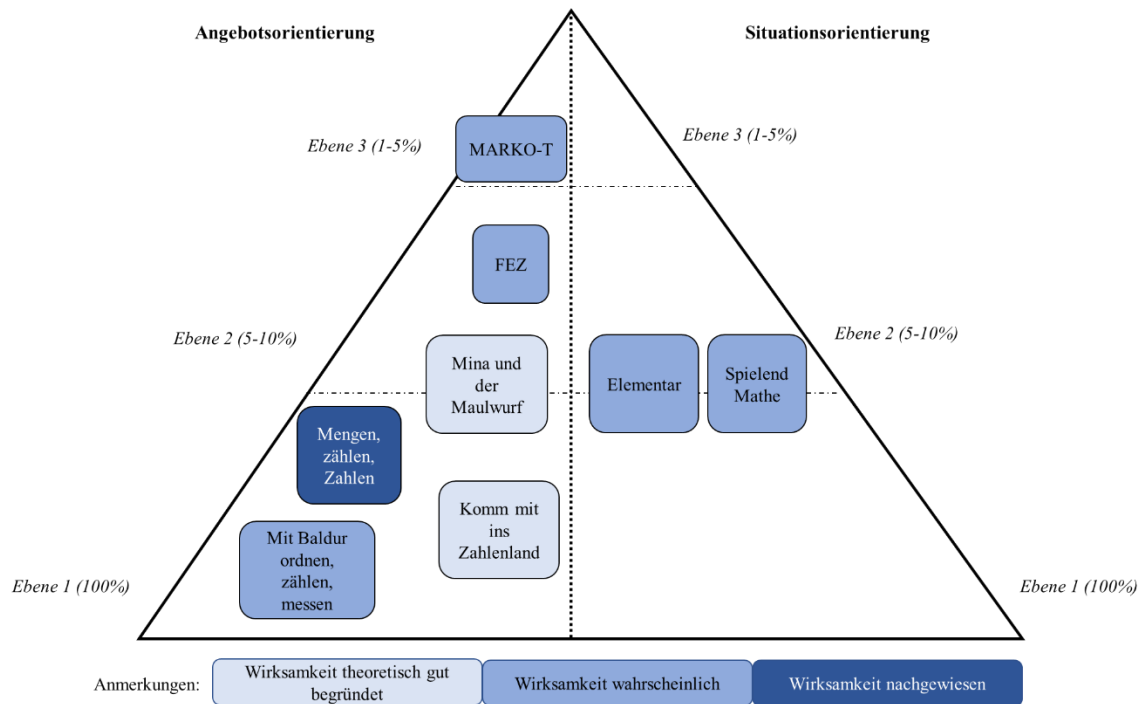 Angebotsorientierung
Situationsorientierung
Ebene 3 (1-5%)
MARKO-T
Ebene 3 (1-5%)
FEZ
Ebene 2 (5-10%)
Ebene 2 (5-10%)
Mina und
der
Maulwurf
Elementar
Spielend
Mathe
Mengen,
zählen,
Zahlen
Komm mit
ins
Zahlenland
Mit Baldur
ordnen,
zählen,
messen
Ebene 1 (100%)
Ebene 1 (100%)
Anmerkungen:
Wirksamkeit theoretisch gut
begründet
Wirksamkeit wahrscheinlich
Wirksamkeit nachgewiesen